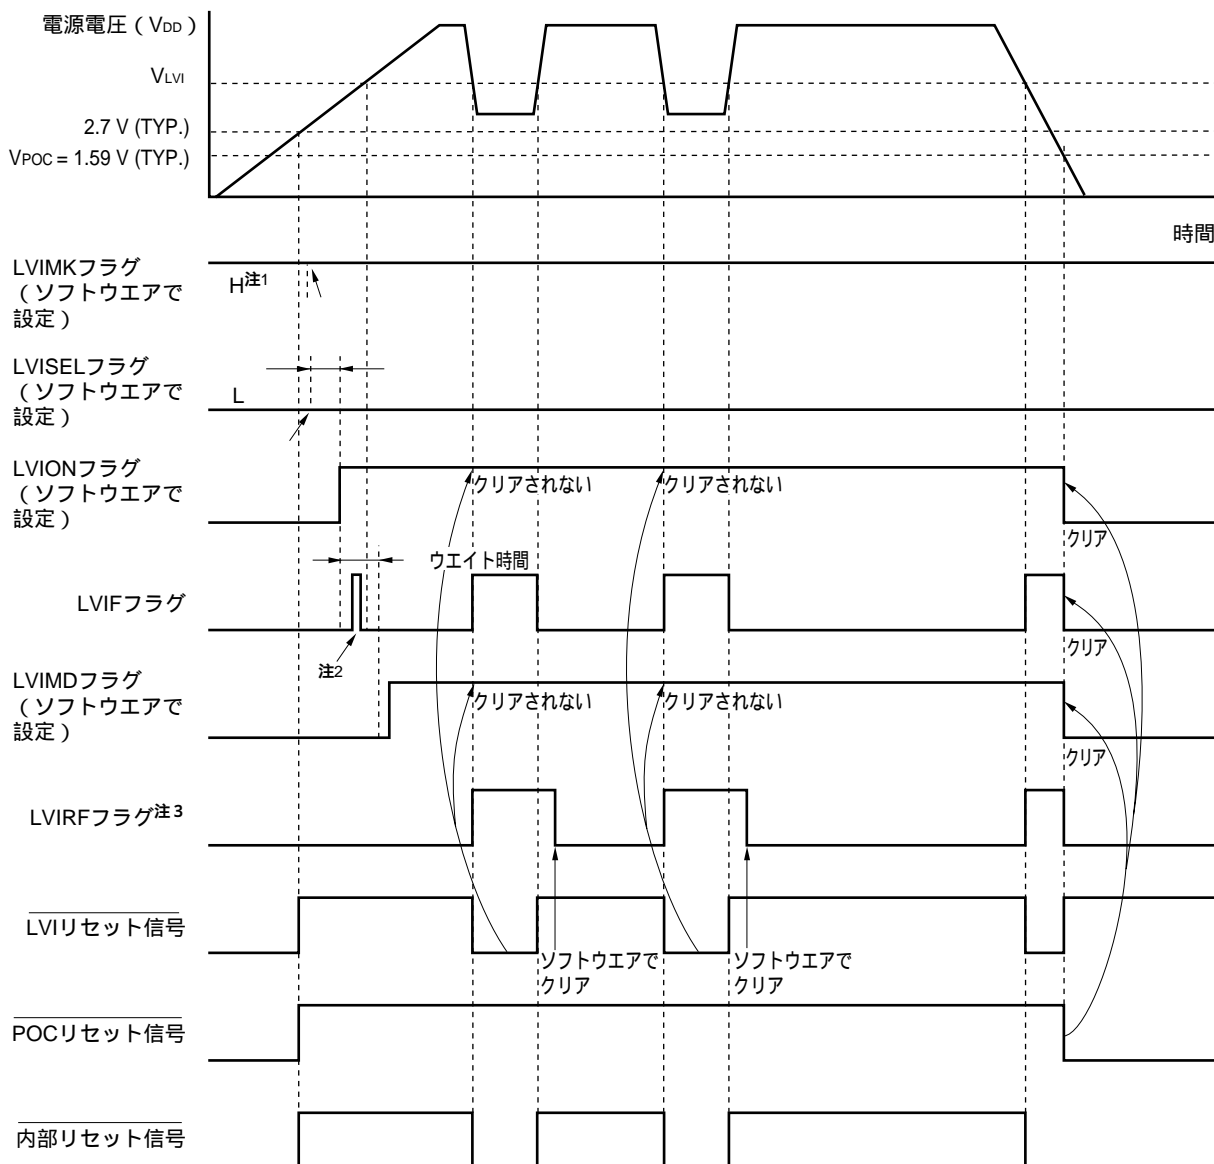 電源電圧（VDD）
VLVI
2.7 V (TYP.)
VPOC = 1.59 V (TYP.)
時間
LVIMKフラグ
（ソフトウエアで
設定）
H注1
LVISELフラグ
（ソフトウエアで
設定）
L
LVIONフラグ
（ソフトウエアで
設定）
クリアされない
クリアされない
クリア
ウエイト時間
LVIFフラグ
注2
クリア
LVIMDフラグ
（ソフトウエアで
設定）
クリアされない
クリアされない
クリア
LVIRFフラグ注3
LVIリセット信号
ソフトウエアで
クリア
ソフトウエアで
クリア
POCリセット信号
内部リセット信号